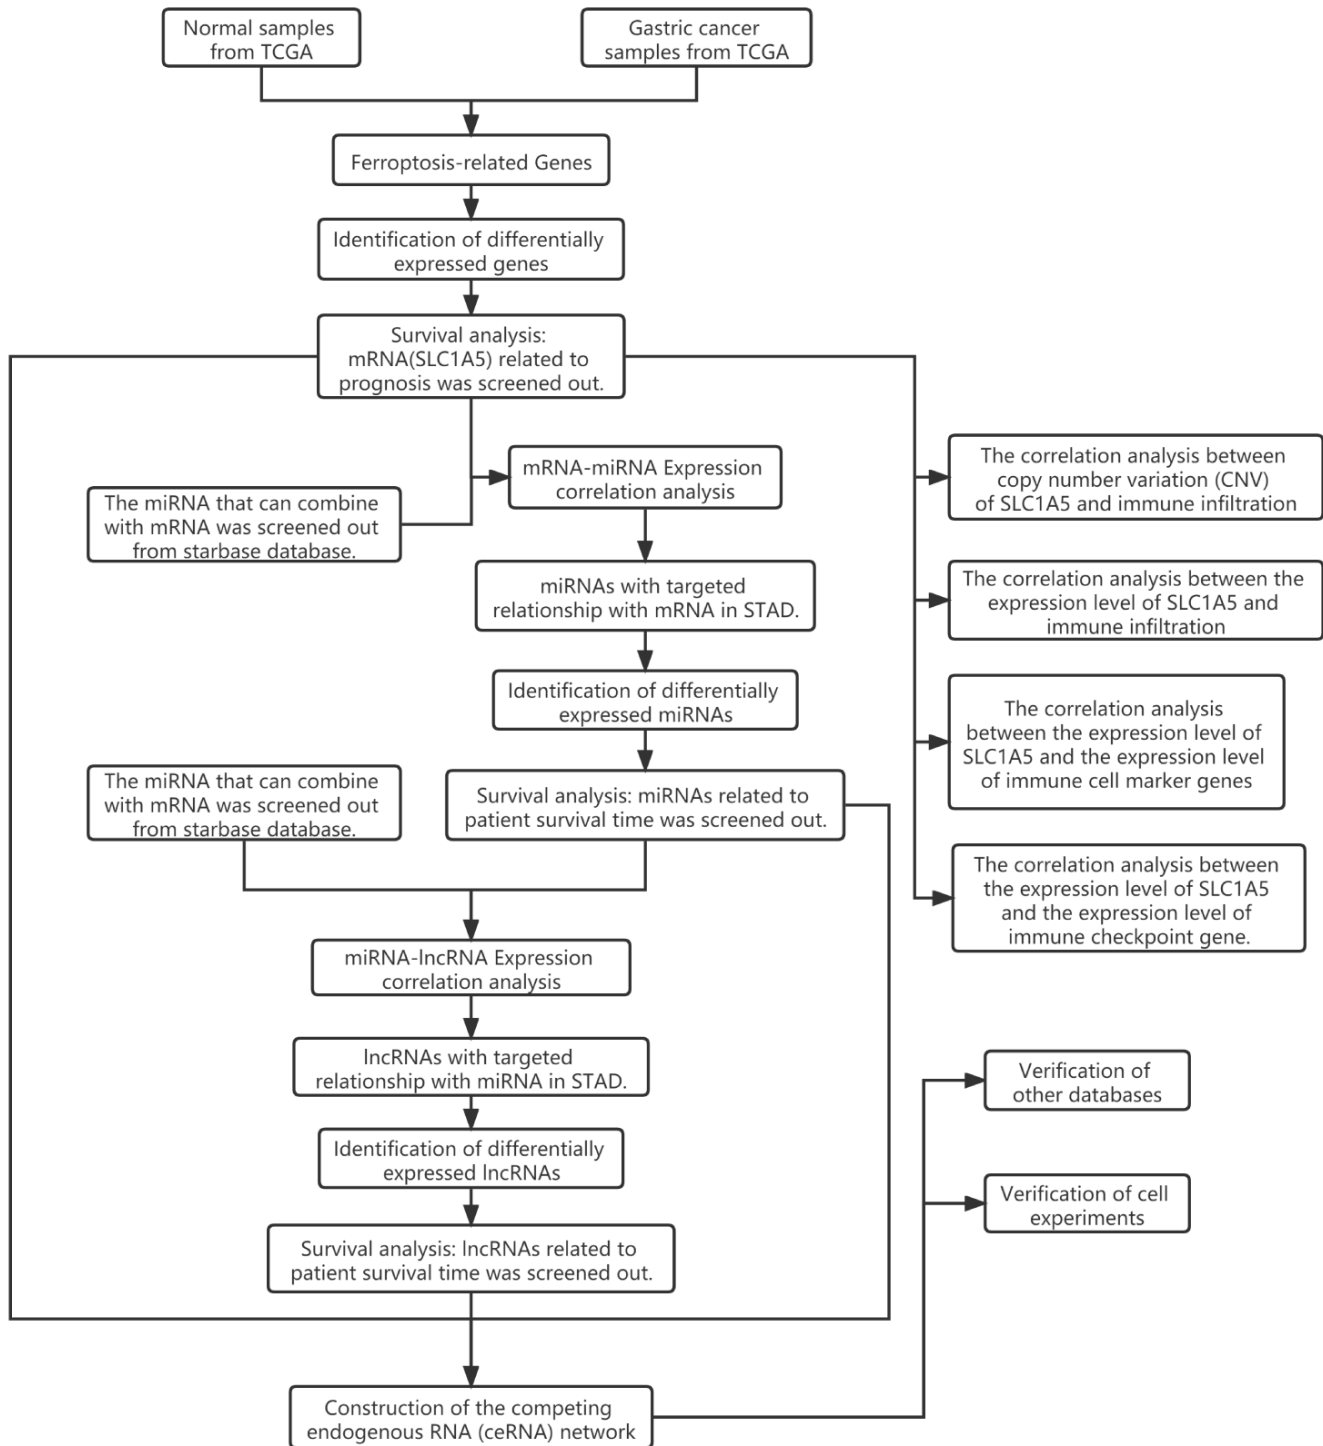 Normal samples
from TCGA
Gastric cancer
samples from TCGA
Ferroptosis-related Genes
Identification of differentially
expressed genes
Survival analysis:
mRNA(SLC1A5) related to
prognosis was screened out.
mRNA-miRNA Expression
correlation analysis
The miRNA that can combine
with mRNA was screened out
from starbase database.
miRNAs with targeted
relationship with mRNA in STAD.
Identification of differentially
expressed miRNAs
The miRNA that can combine
with mRNA was screened out
from starbase database.
Survival analysis: miRNAs related to
patient survival time was screened out.
miRNA-lncRNA Expression
correlation analysis
lncRNAs with targeted
relationship with miRNA in STAD.
Identification of differentially
expressed lncRNAs
Survival analysis: lncRNAs related to
patient survival time was screened out.
Construction of the competing
endogenous RNA (ceRNA) network
The correlation analysis between
copy number variation (CNV)
of SLC1A5 and immune infiltration
The correlation analysis between the
expression level of SLC1A5 and
immune infiltration
The correlation analysis
between the expression level of
SLC1A5 and the expression level
of immune cell marker genes
The correlation analysis between
the expression level of SLC1A5
and the expression level of
immune checkpoint gene.
Verification of
other databases
Verification of cell
experiments